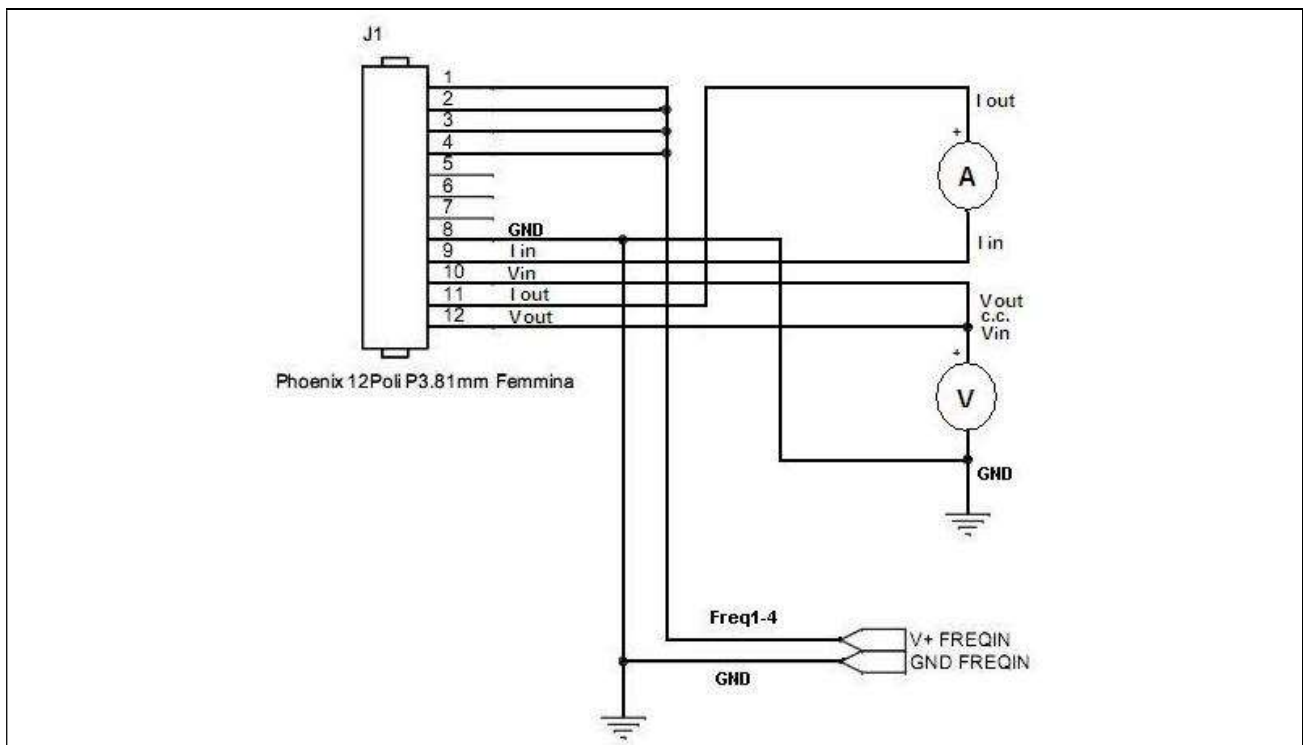 J1
1
2
3
4
5
6
7
8 GND
9 I in
10 Vin
11 I out
12 Vout
Phoenix 12Poli P3.81mm Femmina
I out
+
A
I in
Vout
c.c.
Vin
+
V
GND
Freq1-4
V+ FREQIN
GND FREQIN
GND